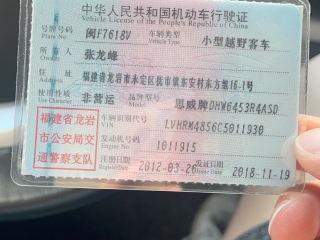 中华人民共和国机动车行驶证
Vehicle License of the People's Republic of China
号牌号码 闽F7618V 车辆类型 小型越野客车
Plate No. Vehicle Type
所有人 张龙峰
Owner
住址 福建省龙岩市永定区抚市镇东安村东方路16-1号
Address
使用性质 非营运 品牌型号 思威牌DHW6453R4ASD
Use Character Model
福建省龙岩 车辆识别代号 LVHRM4856C5011930
VIN
市公安局交 发动机号码 1011915
Engine No.
通警察支队 注册日期 2012-03-26 发证日期 2018-11-19
Register Date Issue Date